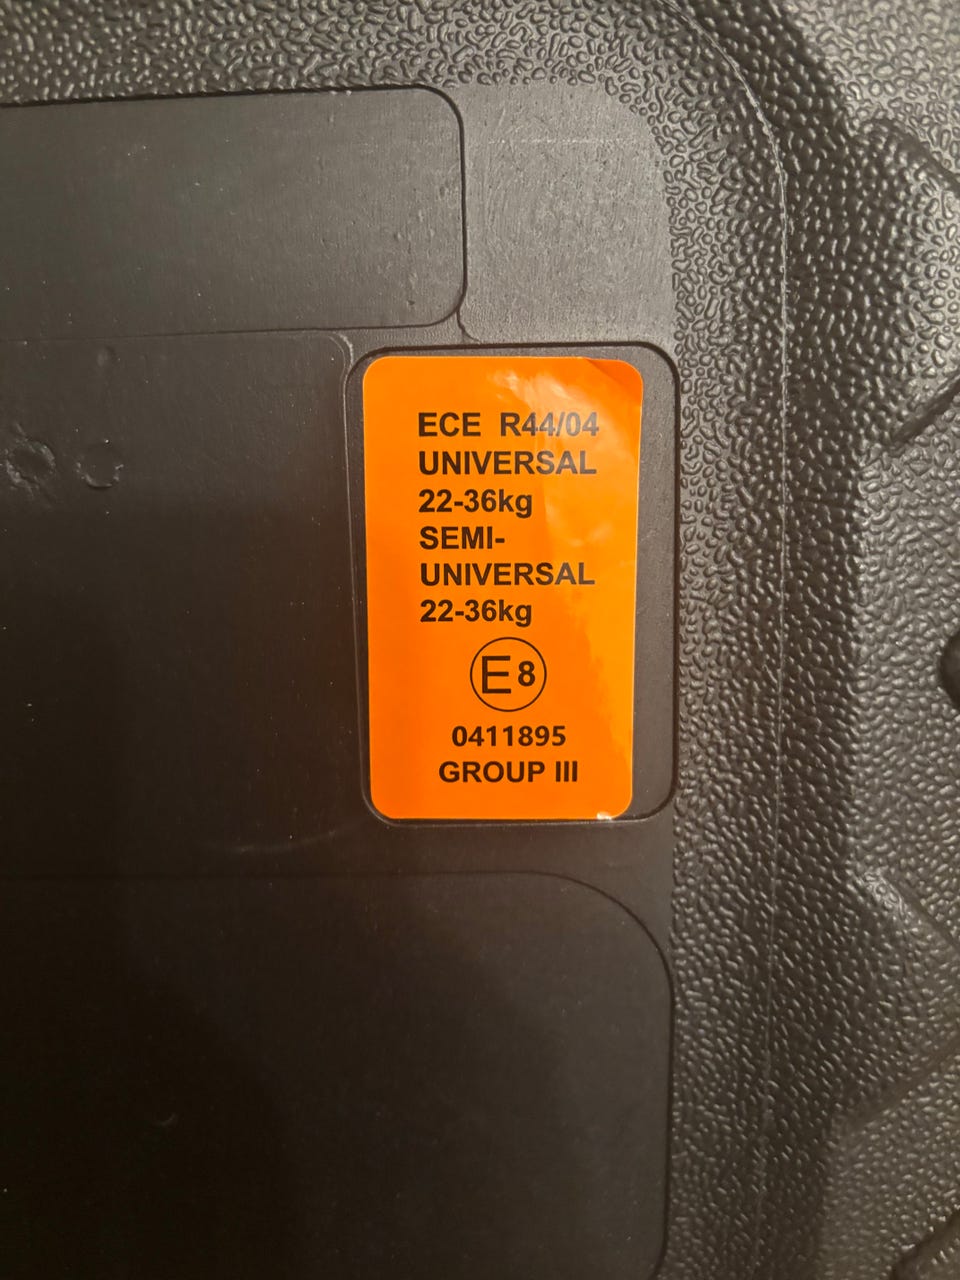 ECE R44/04
UNIVERSAL
22-36kg
SEMI-
UNIVERSAL
22-36kg
E8
0411895
GROUP III